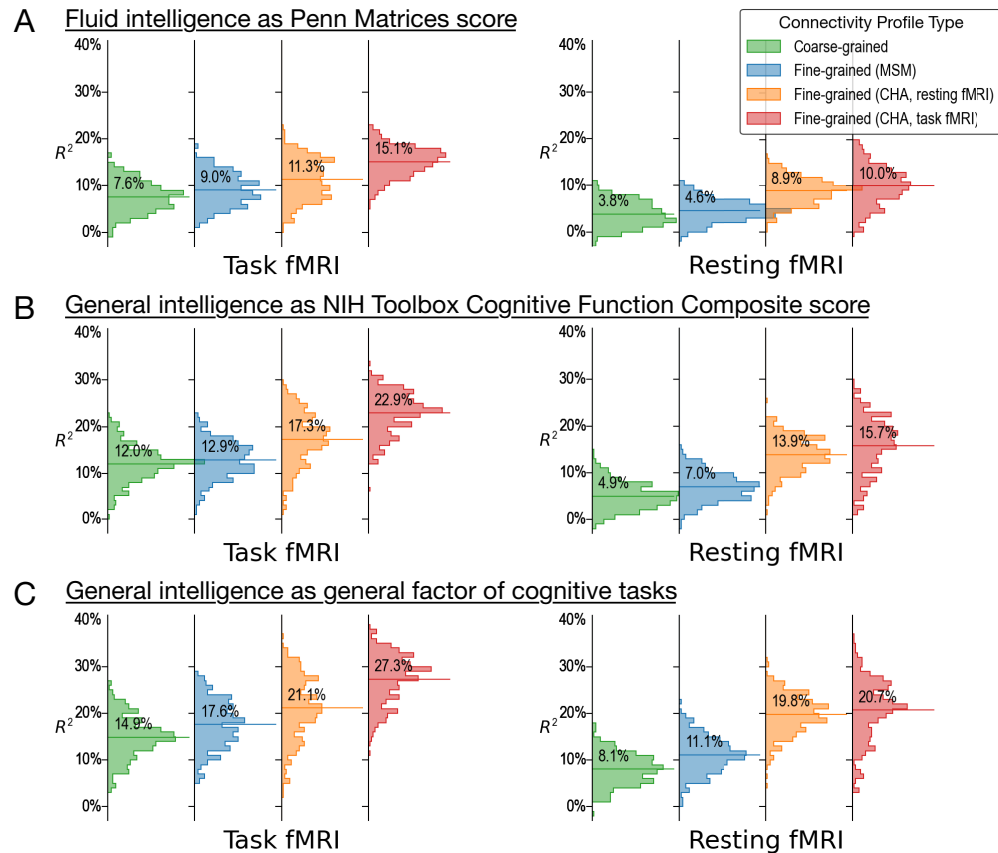 A Fluid intelligence as Penn Matrices score
Connectivity Profile Type
Coarse-grained
Fine-grained (MSM)
Fine-grained (CHA, resting fMRI)
Fine-grained (CHA, task fMRI)
40%
30%
20%
10%
0%
R²
7.6%
9.0%
11.3%
15.1%
Task fMRI
40%
30%
20%
10%
0%
R²
3.8%
4.6%
8.9%
10.0%
Resting fMRI
B General intelligence as NIH Toolbox Cognitive Function Composite score
40%
30%
20%
10%
0%
R²
12.0%
12.9%
17.3%
22.9%
Task fMRI
40%
30%
20%
10%
0%
R²
4.9%
7.0%
13.9%
15.7%
Resting fMRI
C General intelligence as general factor of cognitive tasks
40%
30%
20%
10%
0%
R²
14.9%
17.6%
21.1%
27.3%
Task fMRI
40%
30%
20%
10%
0%
R²
8.1%
11.1%
19.8%
20.7%
Resting fMRI